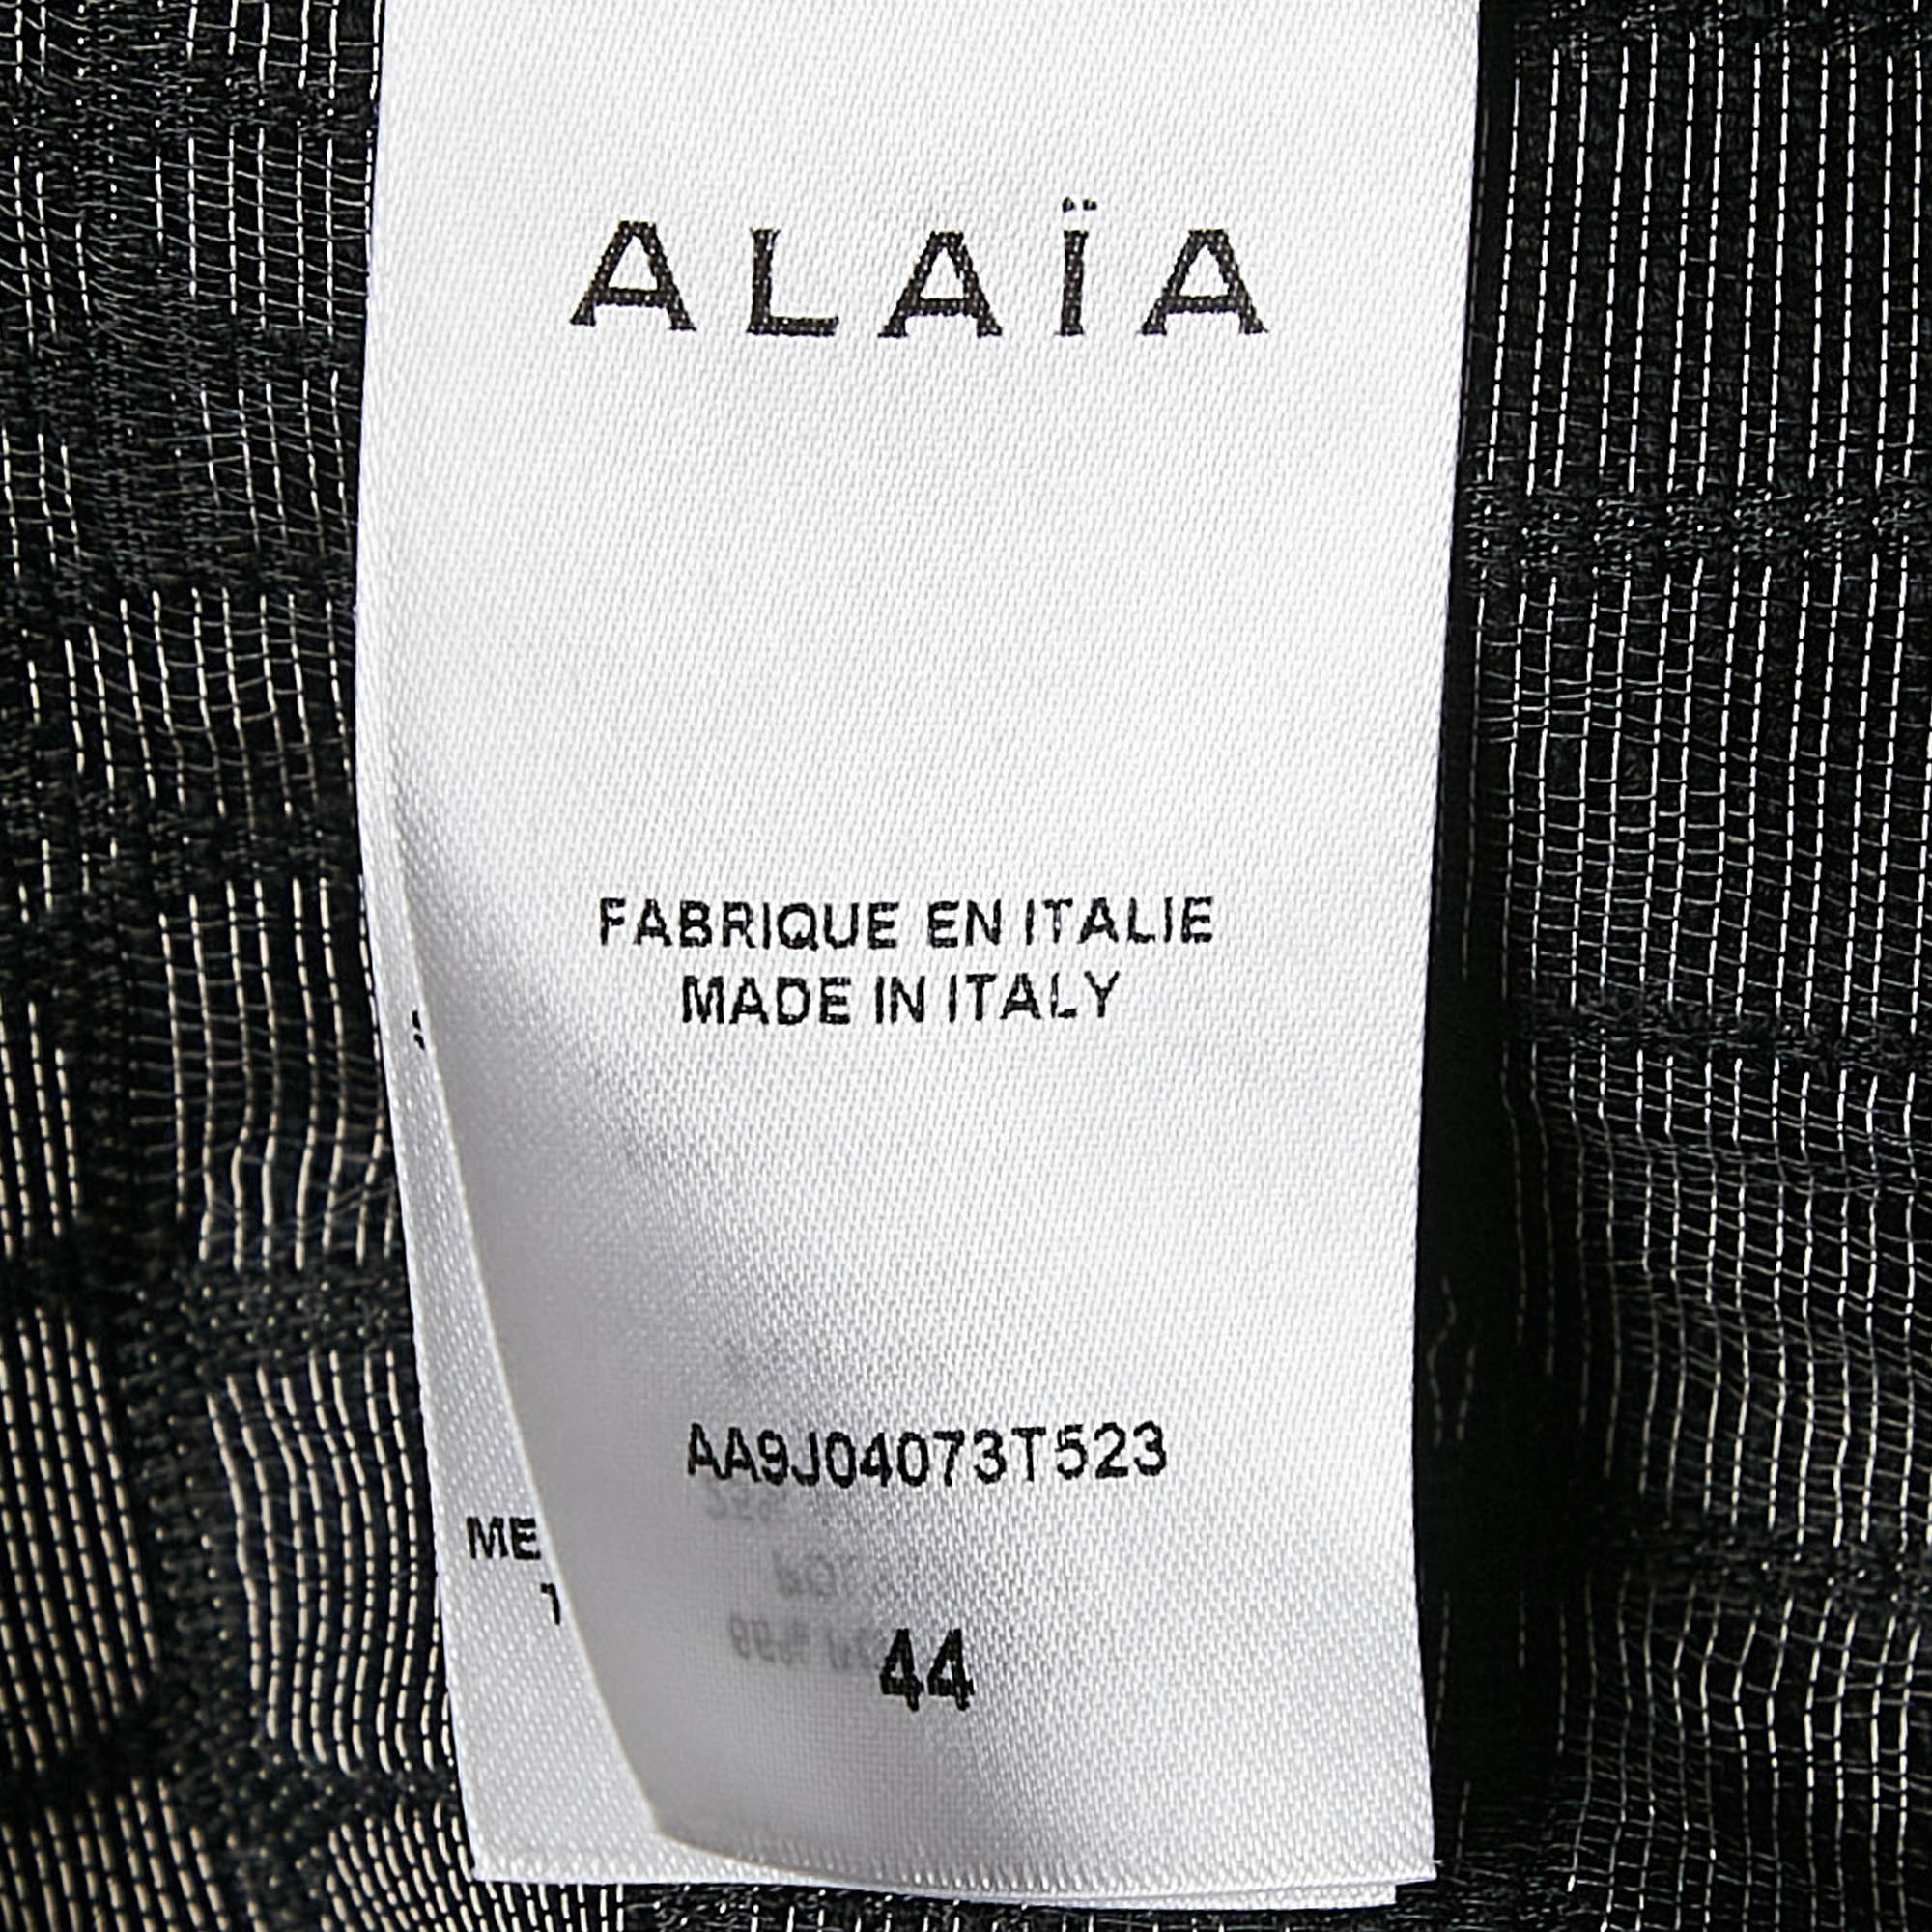 ALAÏA
FABRIQUE EN ITALIE
MADE IN ITALY
AA9J04073T523
44